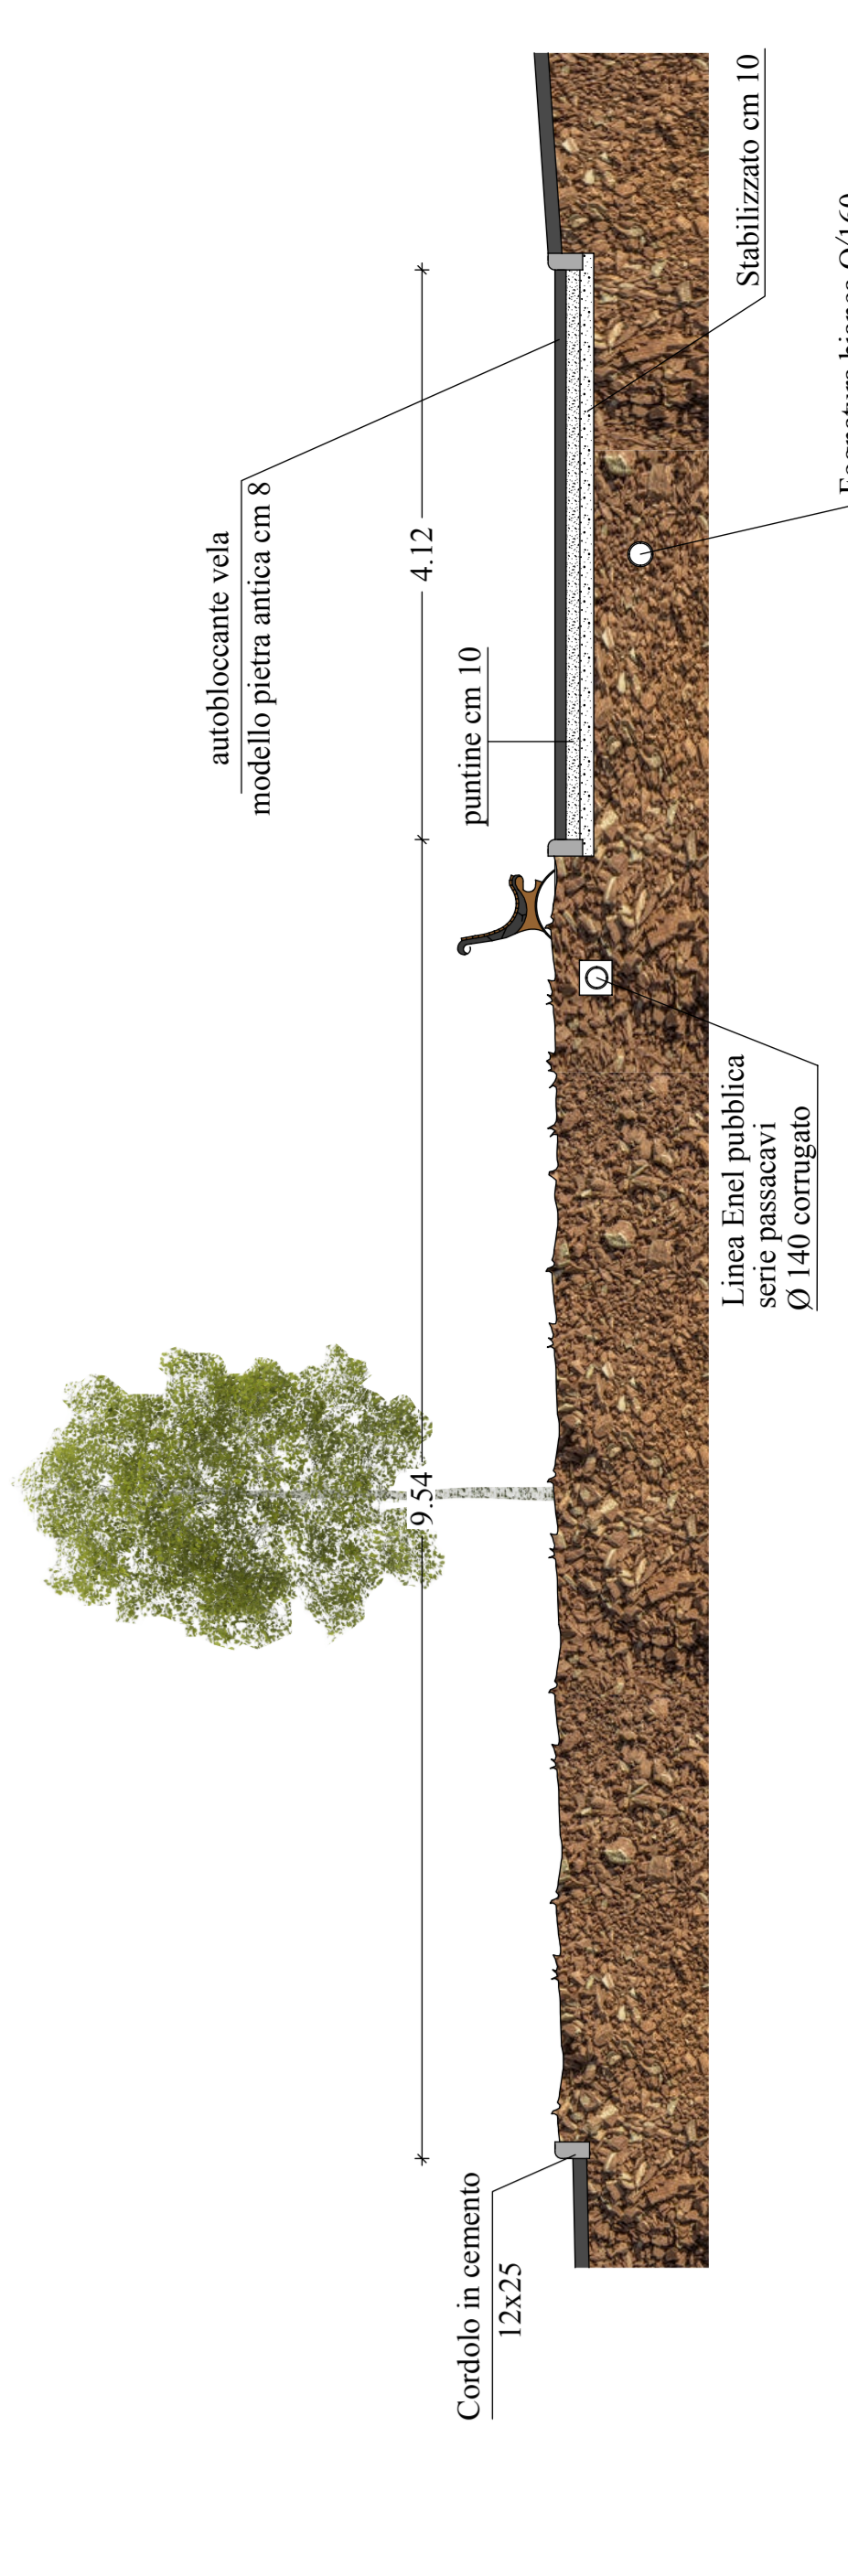 Cordolo in cemento
12x25
9.54
Linea Enel pubblica
serie passacavi
Ø 140 corrugato
autobloccante vela
modello pietra antica cm 8
4.12
puntine cm 10
Stabilizzato cm 10